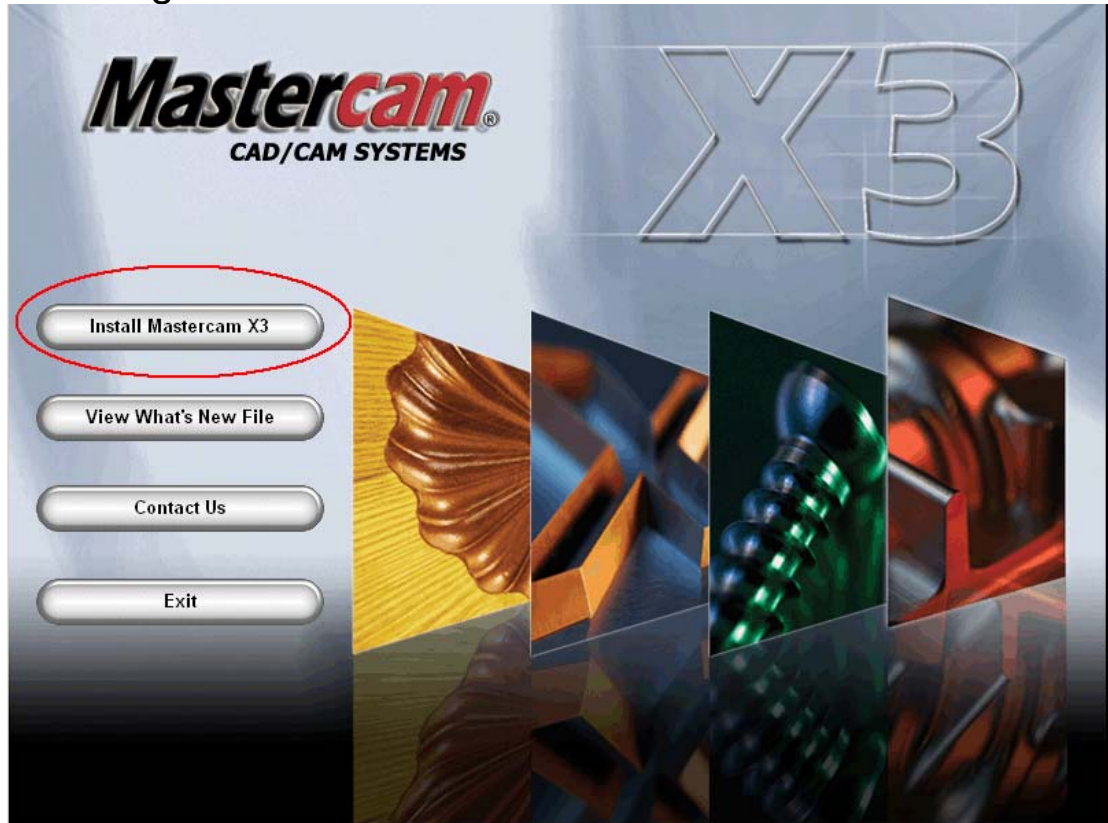 Mastercam®
CAD/CAM SYSTEMS
X3
Install Mastercam X3
View What's New File
Contact Us
Exit